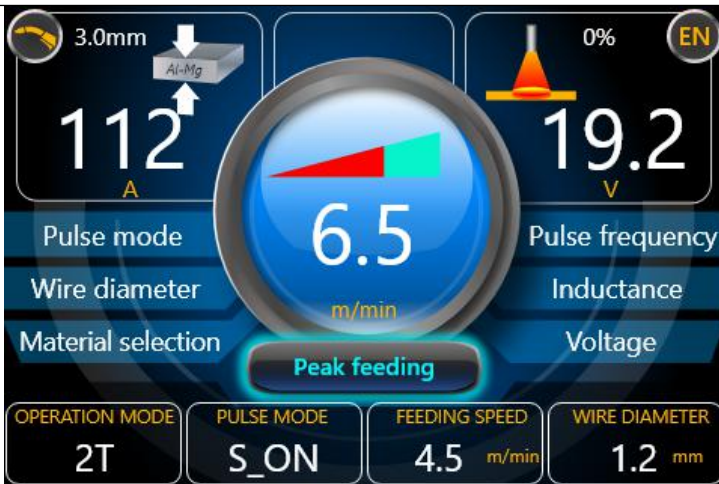 3.0mm
0%
EN
Al-Mg
112
A
19.2
V
6.5
m/min
Pulse mode
Pulse frequency
Wire diameter
Inductance
Material selection
Voltage
Peak feeding
OPERATION MODE
2T
PULSE MODE
S_ON
FEEDING SPEED
4.5 m/min
WIRE DIAMETER
1.2 mm